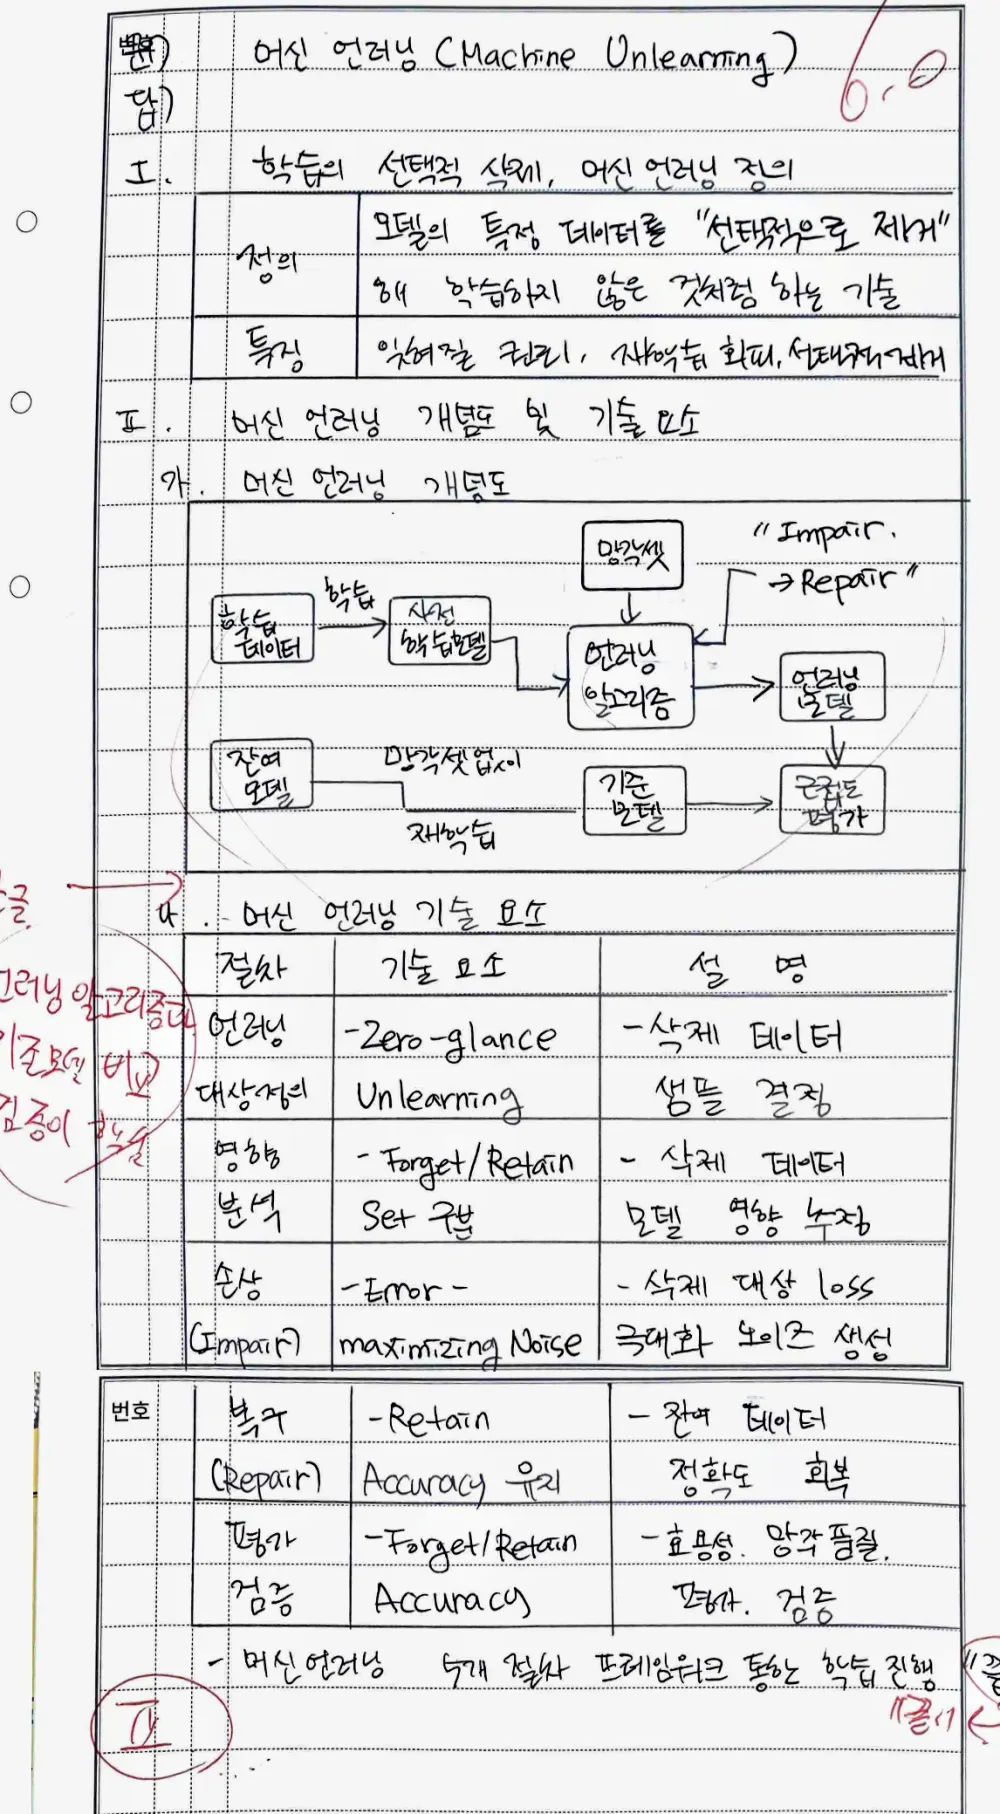 문)
머신 언러닝 (Machine Unlearning)
6.0
답)
I. 학습의 선택적 삭제, 머신 언러닝 정의
정의
모델의 특정 데이터를 "선택적으로 제거"
해 학습하지 않은 것처럼 하는 기술
특징
잊혀질 권리, 재학습 회피, 선택적 제거
II. 머신 언러닝 개념도 및 기술요소
가. 머신 언러닝 개념도
망각셋
"Impair.
→ Repair"
학습
데이터
학습
사전
학습모델
언러닝
알고리즘
언러닝
모델
잔여
모델
망각셋 없이
재학습
기준
모델
근접도
평가
나. 머신 언러닝 기술 요소
절차
기술 요소
설 명
언러닝
대상정의
-Zero-glance
Unlearning
- 삭제 데이터
샘플 결정
영향
분석
- Forget/Retain
Set 구분
- 삭제 데이터
모델 영향 추정
손상
(Impair)
-Error-
maximizing Noise
- 삭제 대상 loss
극대화 노이즈 생성
언러닝 알고리즘
비교
검증이
번호
복구
(Repair)
-Retain
Accuracy 유지
- 잔여 데이터
정확도 회복
평가
검증
-Forget/Retain
Accuracy
-효용성. 망각품질.
평가. 검증
- 머신언러닝 수개 절차 프레임워크 통한 학습 진행
"끝"
II